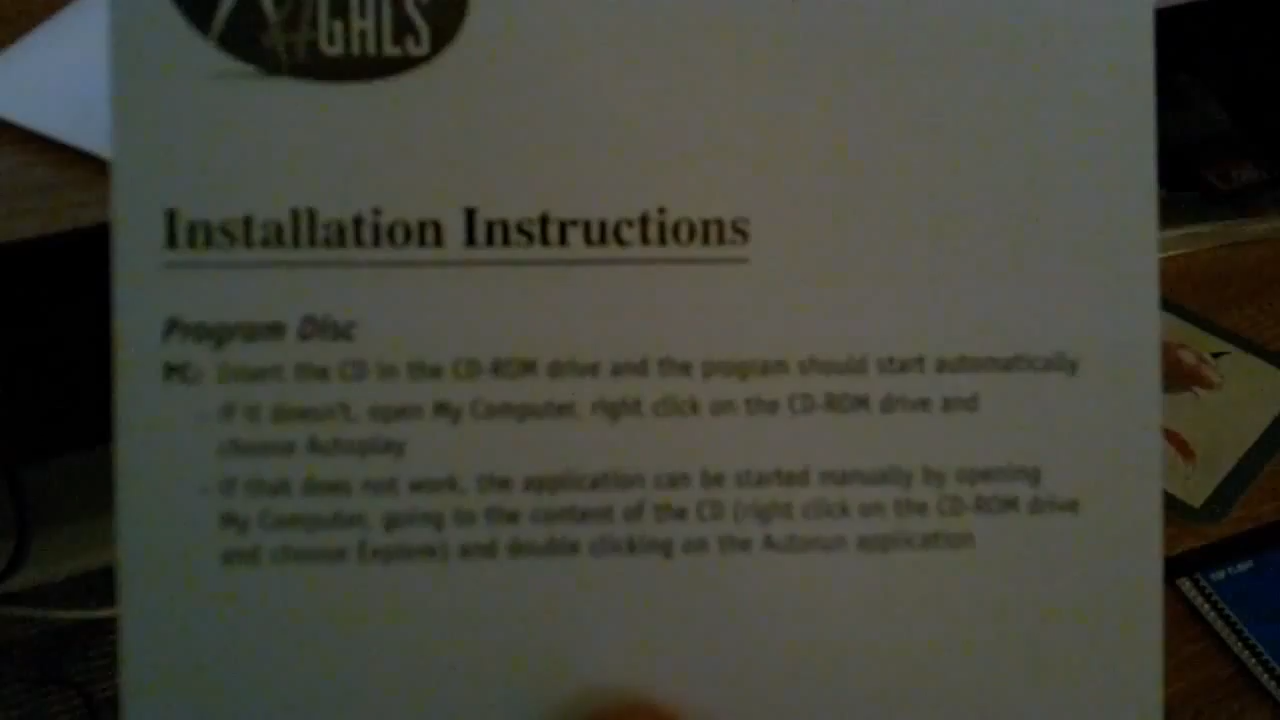 GALS
Installation Instructions
Program Disc
PC: Insert the CD in the CD-ROM drive and the program should start automatically
- If it doesn't, open My Computer, right click on the CD-ROM drive and
choose Autoplay
- If that does not work, the application can be started manually by opening
My Computer, going to the content of the CD (right click on the CD-ROM drive
and choose Explore) and double clicking on the Autorun application